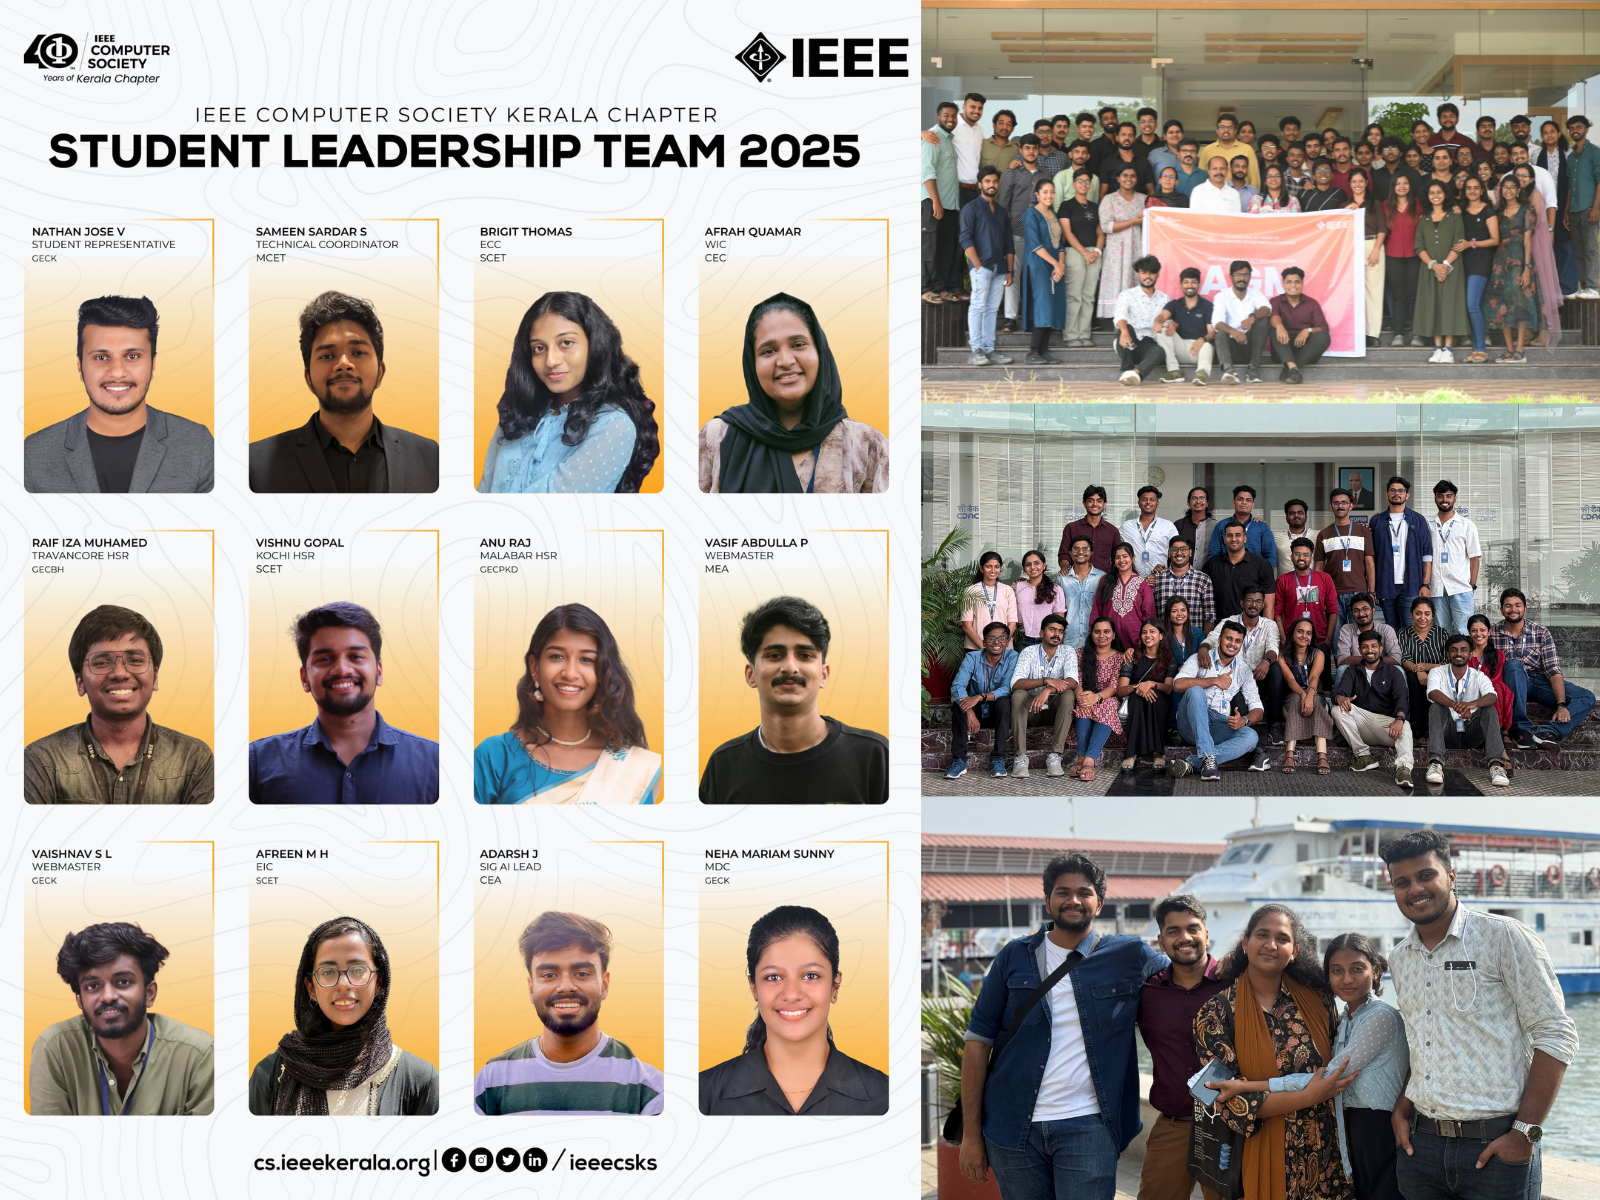 40
IEEE
COMPUTER
SOCIETY
Years of Kerala Chapter
IEEE
IEEE COMPUTER SOCIETY KERALA CHAPTER
STUDENT LEADERSHIP TEAM 2025
NATHAN JOSE V
STUDENT REPRESENTATIVE
GECK
SAMEEN SARDAR S
TECHNICAL COORDINATOR
MCET
BRIGIT THOMAS
ECC
SCET
AFRAH QUAMAR
WIC
CEC
RAIF IZA MUHAMED
TRAVANCORE HSR
GECBH
VISHNU GOPAL
KOCHI HSR
SCET
ANU RAJ
MALABAR HSR
GECPKD
VASIF ABDULLA P
WEBMASTER
MEA
VAISHNAV S L
WEBMASTER
GECK
AFREEN M H
EIC
SCET
ADARSH J
SIG AI LEAD
CEA
NEHA MARIAM SUNNY
MDC
GECK
cs.ieeekerala.org| / ieeecsks
IEEE
AGM
सीडैक
CDAC
CDAC